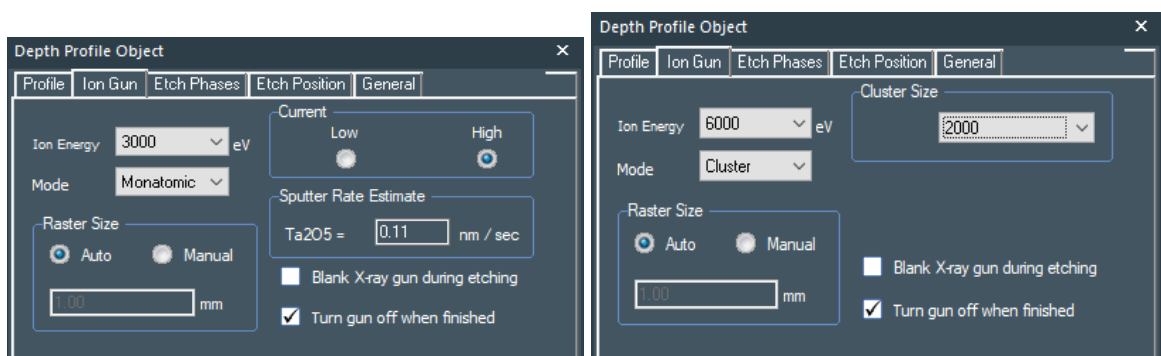 Depth Profile Object ×
Profile Ion Gun Etch Phases Etch Position General
Current
Low High
Ion Energy 3000 eV
Mode Monatomic
Sputter Rate Estimate
Ta2O5 = 0.11 nm / sec
Raster Size
Auto Manual
1.00 mm
Blank X-ray gun during etching
Turn gun off when finished
Depth Profile Object ×
Profile Ion Gun Etch Phases Etch Position General
Cluster Size
2000
Ion Energy 6000 eV
Mode Cluster
Raster Size
Auto Manual
1.00 mm
Blank X-ray gun during etching
Turn gun off when finished